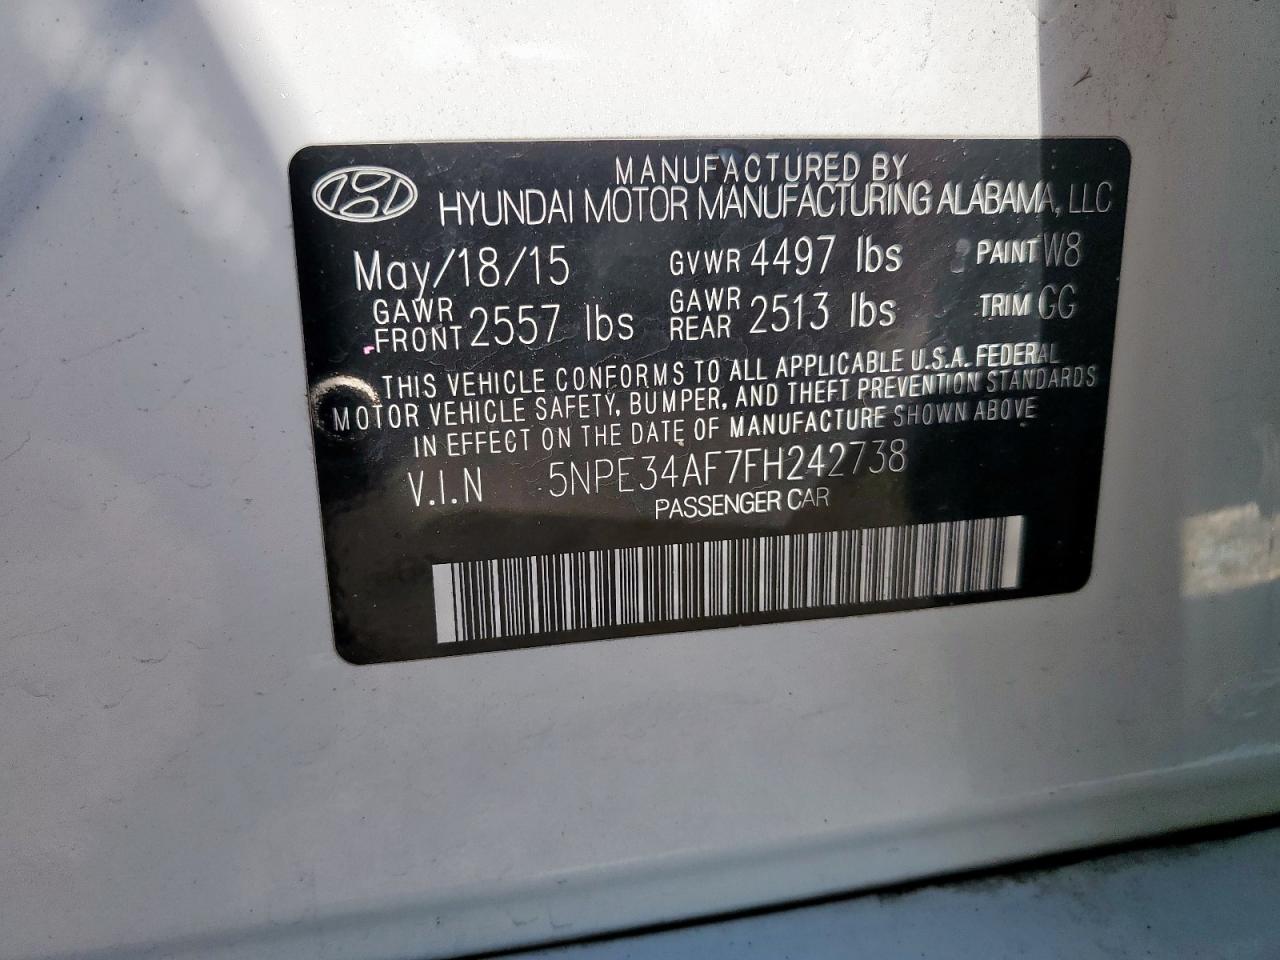 MANUFACTURED BY
HYUNDAI MOTOR MANUFACTURING ALABAMA, LLC
May/18/15 GVWR 4497 lbs PAINT W8
GAWR FRONT 2557 lbs GAWR REAR 2513 lbs TRIM GG
THIS VEHICLE CONFORMS TO ALL APPLICABLE U.S.A. FEDERAL
MOTOR VEHICLE SAFETY, BUMPER, AND THEFT PREVENTION STANDARDS
IN EFFECT ON THE DATE OF MANUFACTURE SHOWN ABOVE
V.I.N 5NPE34AF7FH242738
PASSENGER CAR